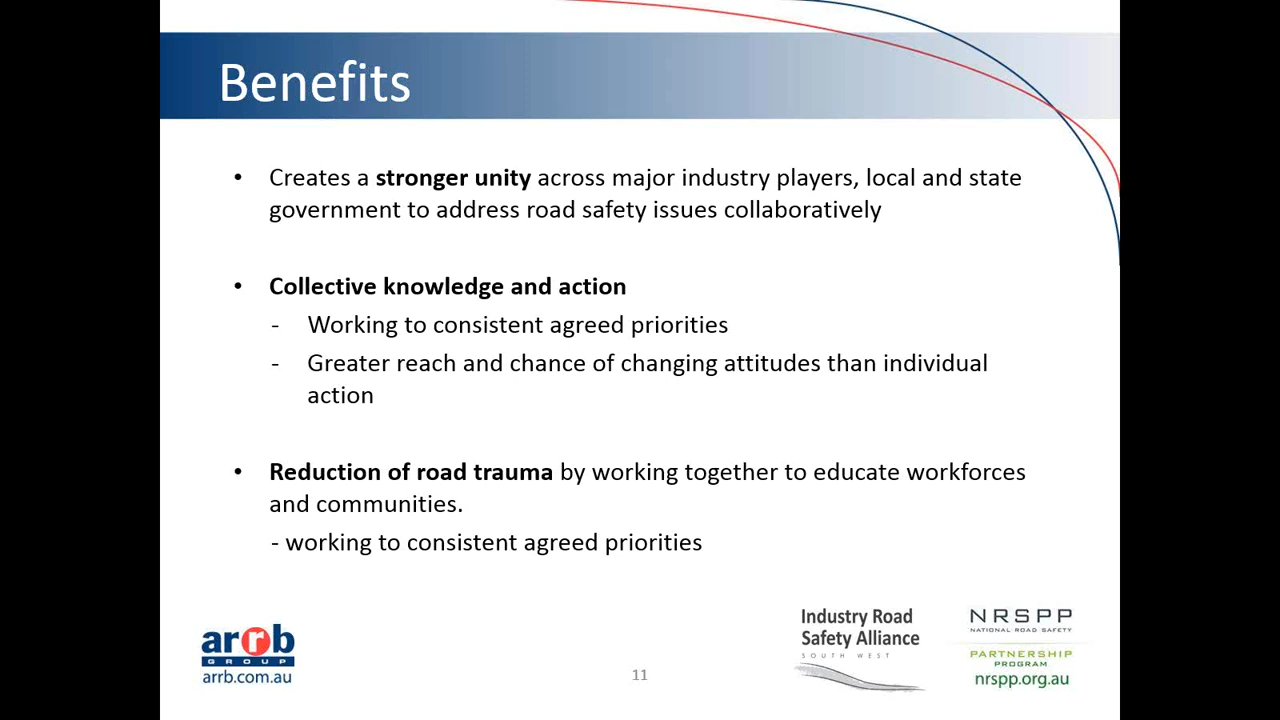 Benefits
• Creates a stronger unity across major industry players, local and state
government to address road safety issues collaboratively
• Collective knowledge and action
- Working to consistent agreed priorities
- Greater reach and chance of changing attitudes than individual
action
• Reduction of road trauma by working together to educate workforces
and communities.
- working to consistent agreed priorities
arrb
GROUP
arrb.com.au
11
Industry Road
Safety Alliance
SOUTH WEST
NRSPP
NATIONAL ROAD SAFETY
PARTNERSHIP
PROGRAM
nrspp.org.au